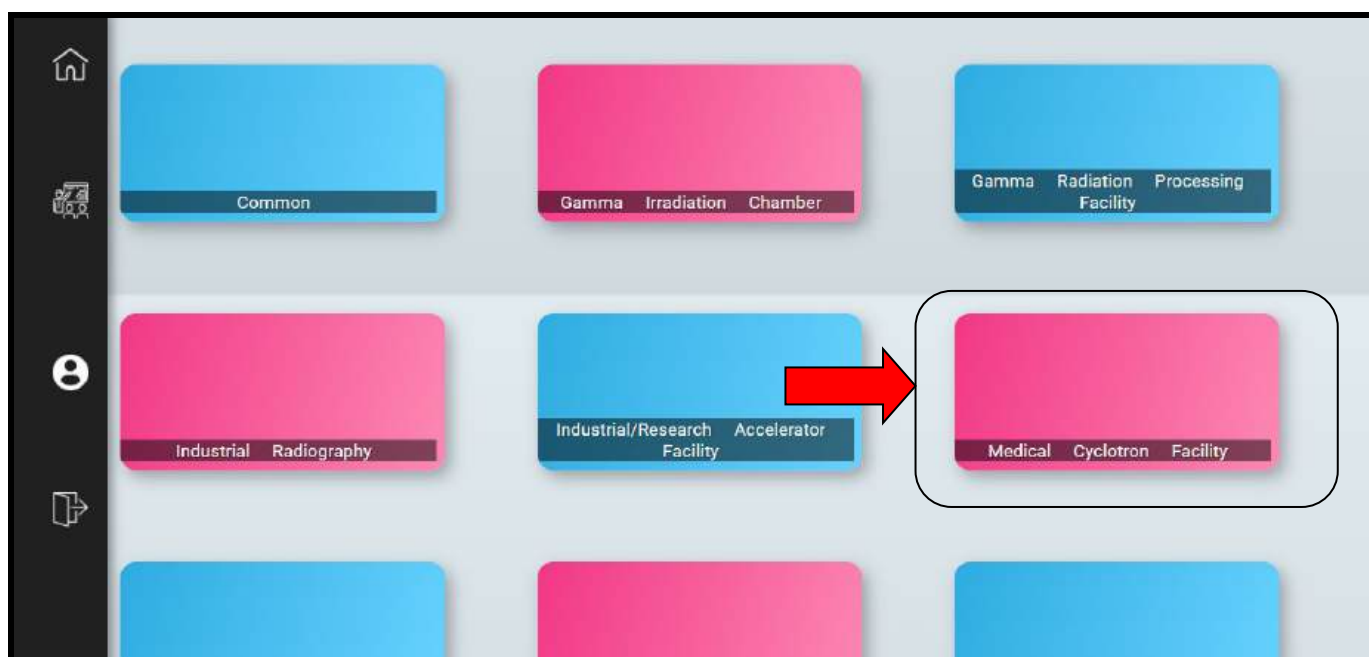 Common
Gamma Irradiation Chamber
Gamma Radiation Processing
Facility
Industrial Radiography
Industrial/Research Accelerator
Facility
Medical Cyclotron Facility